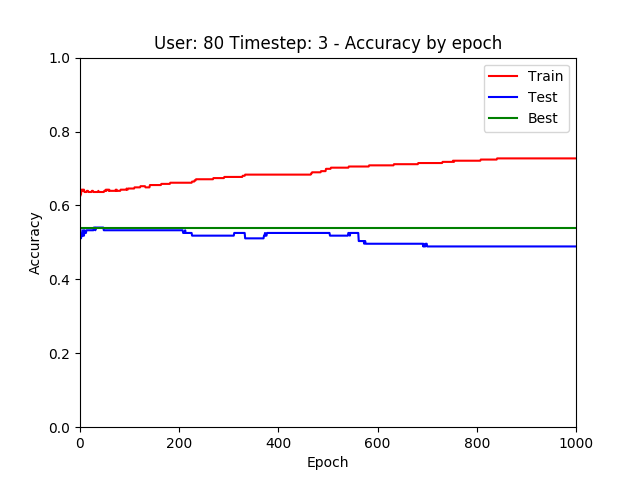 User: 80 Timestep: 3 - Accuracy by epoch
1.0
0.8
0.6
0.4
0.2
0.0
Accuracy
0 200 400 600 800 1000
Epoch
Train
Test
Best